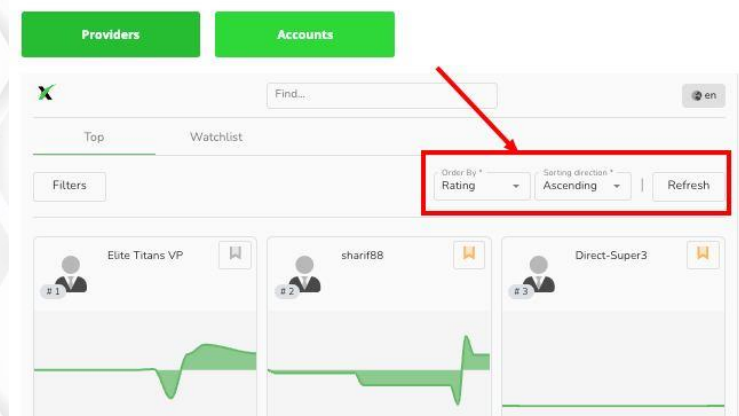 Providers Accounts
Find...
en
Top Watchlist
Order By * Sorting direction *
Filters Rating Ascending | Refresh
Elite Titans VP sharif88 Direct-Super3
# 1 # 2 # 3